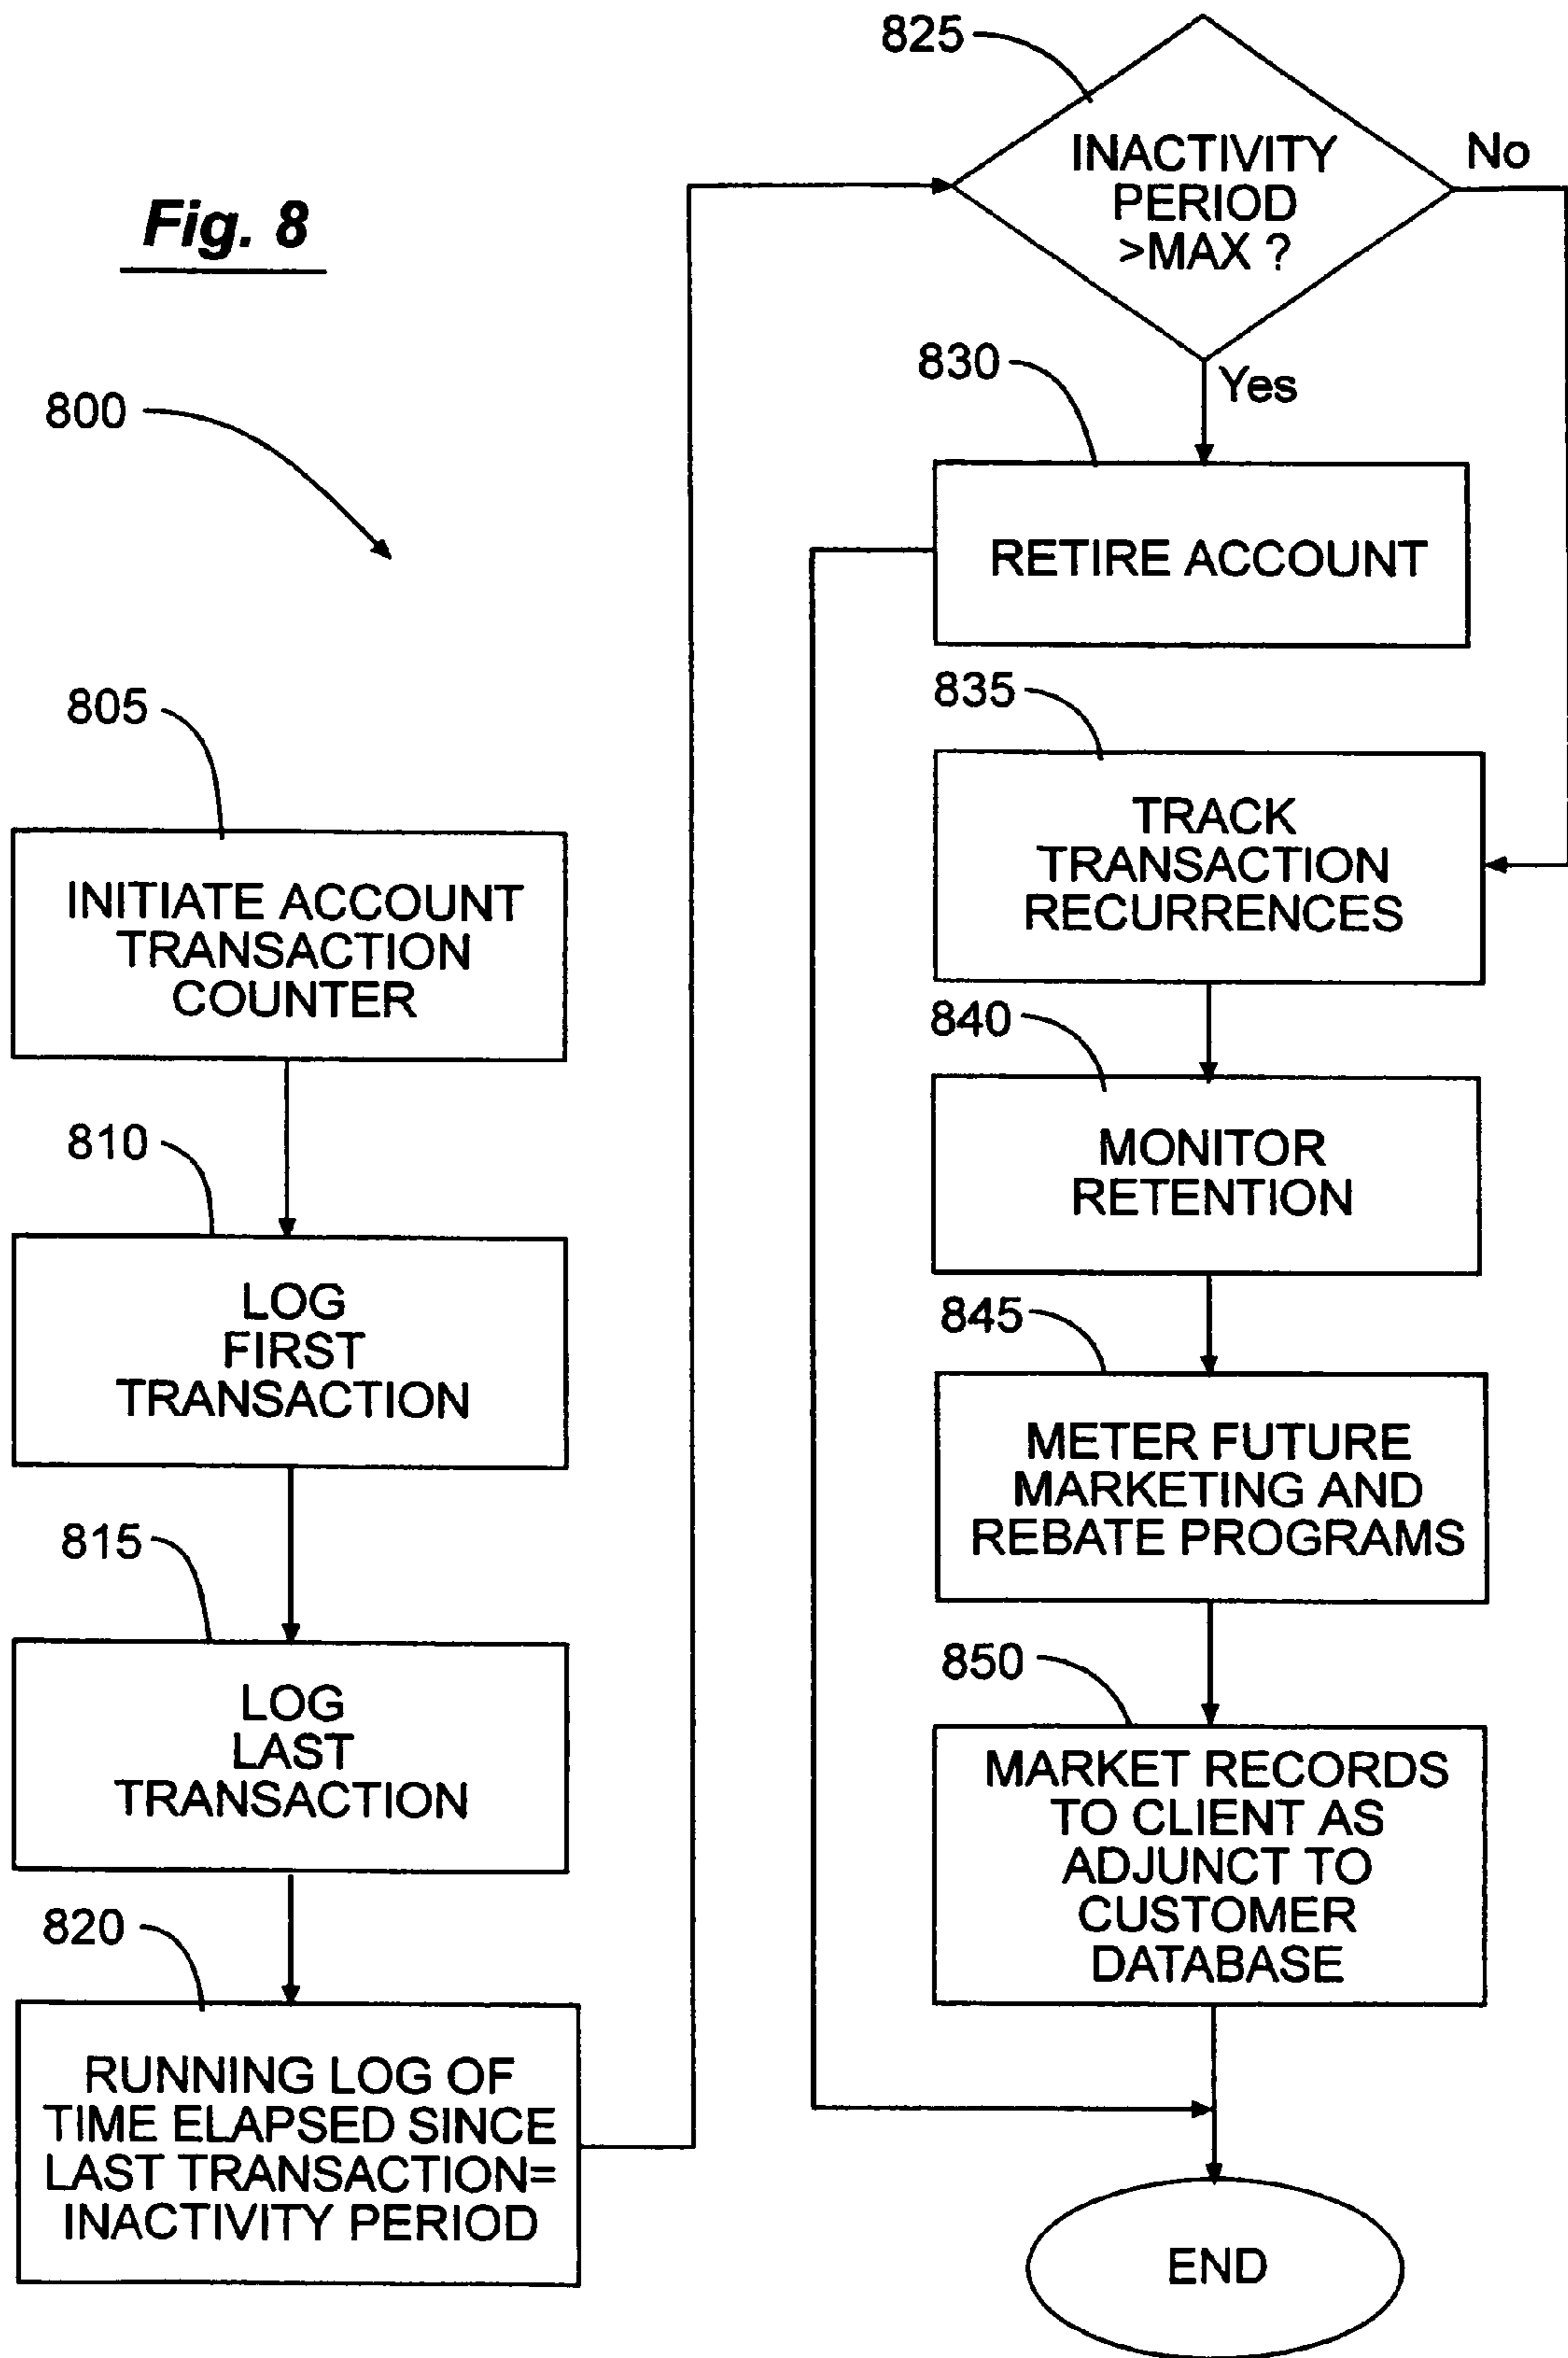 Fig. 8
800
805
INITIATE ACCOUNT
TRANSACTION
COUNTER
810
LOG
FIRST
TRANSACTION
815
LOG
LAST
TRANSACTION
820
RUNNING LOG OF
TIME ELAPSED SINCE
LAST TRANSACTION=
INACTIVITY PERIOD
825
INACTIVITY
PERIOD
>MAX ?
No
Yes
830
RETIRE ACCOUNT
835
TRACK
TRANSACTION
RECURRENCES
840
MONITOR
RETENTION
845
METER FUTURE
MARKETING AND
REBATE PROGRAMS
850
MARKET RECORDS
TO CLIENT AS
ADJUNCT TO
CUSTOMER
DATABASE
END